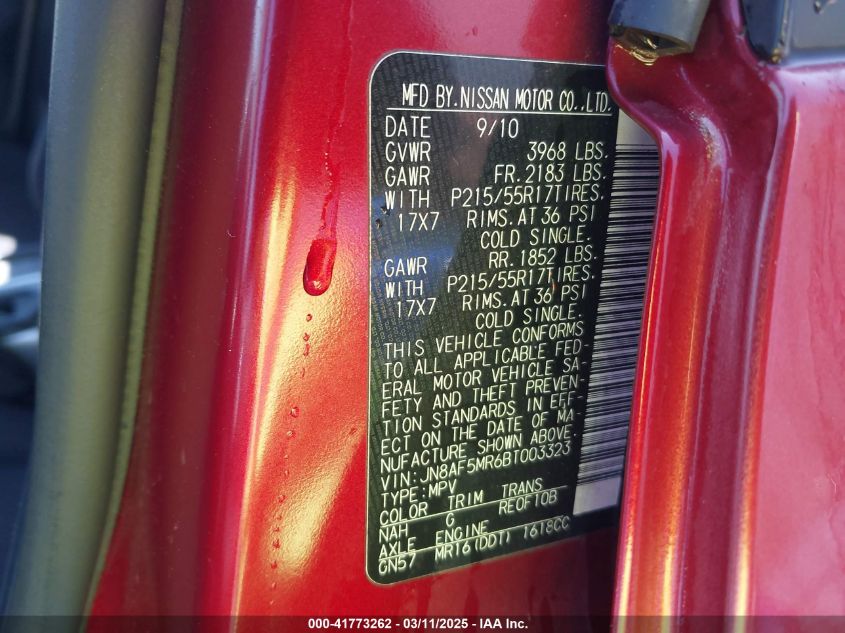 MFD BY.NISSAN MOTOR CO.,LTD.
DATE 9/10
GVWR 3968 LBS.
GAWR FR.2183 LBS.
WITH P215/55R17TIRES.
17X7 RIMS.AT 36 PSI
COLD SINGLE.
GAWR RR.1852 LBS.
WITH P215/55R17TIRES.
17X7 RIMS.AT 36 PSI
COLD SINGLE.
THIS VEHICLE CONFORMS
TO ALL APPLICABLE FED-
ERAL MOTOR VEHICLE SA-
FETY AND THEFT PREVEN-
TION STANDARDS IN EFF-
ECT ON THE DATE OF MA-
NUFACTURE SHOWN ABOVE.
VIN:JN8AF5MR6BT003323
TYPE:MPV
COLOR TRIM TRANS
NAH G REOF10B
AXLE ENGINE
GN57 MR16(DDT) 1618CC
000-41773262 - 03/11/2025 - IAA Inc.